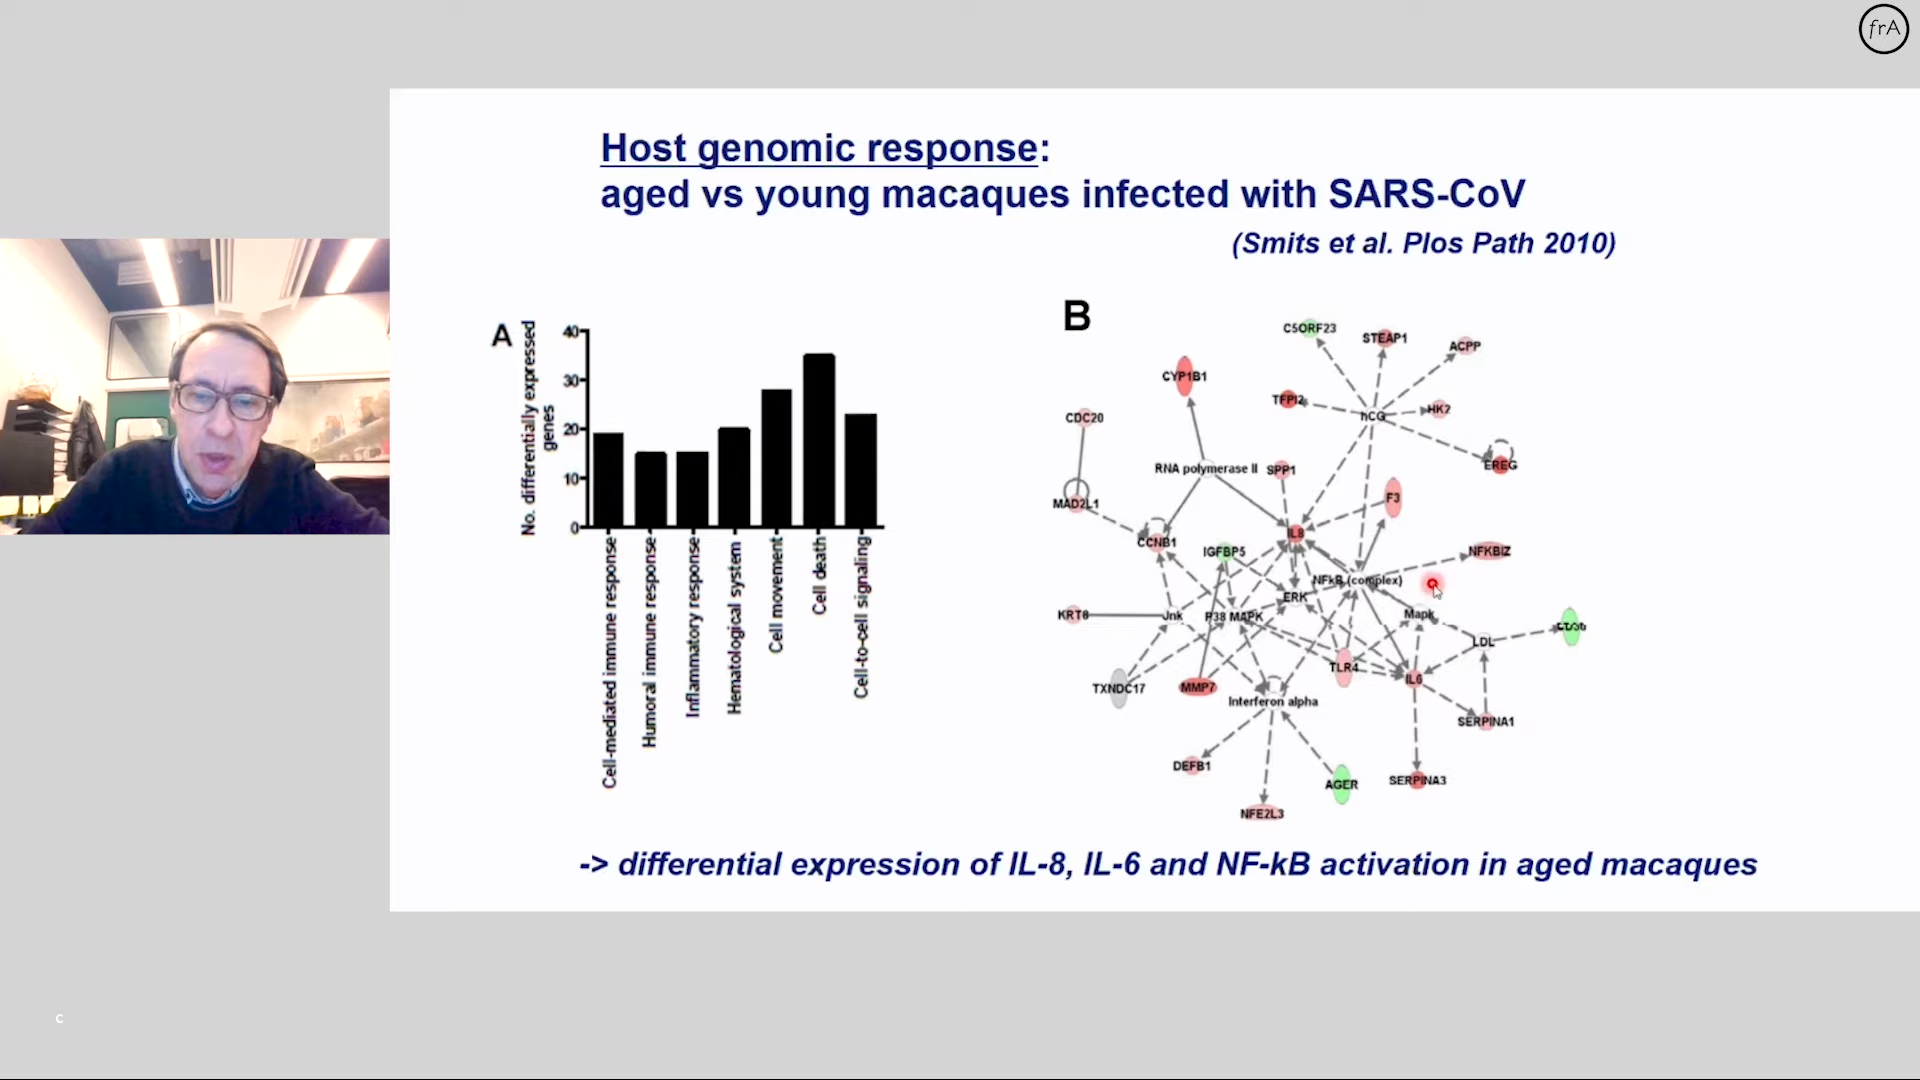 frA
Host genomic response:
aged vs young macaques infected with SARS-CoV
(Smits et al. Plos Path 2010)
A
No. differentially expressed
genes
40
30
20
10
0
Cell-mediated immune response
Humoral immune response
Inflammatory response
Hematological system
Cell movement
Cell death
Cell-to-cell signaling
B
C5ORF23
STEAP1
ACPP
CYP1B1
TFPI2
HK2
hCG
CDC20
EREG
RNA polymerase II
SPP1
F3
MAD2L1
IL8
CCNB1
IGFBP5
NFKBIZ
NFkB (complex)
ERK
KRT8
Jnk
P38 MAPK
Mapk
LDL
TLR4
IL6
TXNDC17
MMP7
Interferon alpha
SERPINA1
DEFB1
AGER
SERPINA3
NFE2L3
-> differential expression of IL-8, IL-6 and NF-kB activation in aged macaques
c